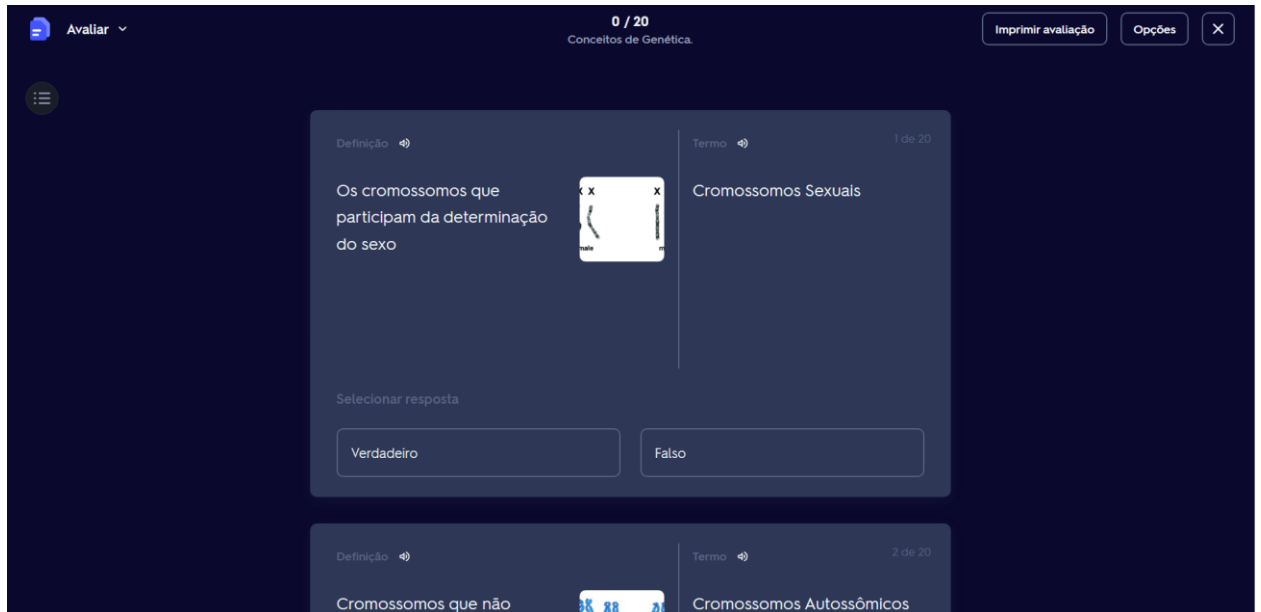 Avaliar
0 / 20
Conceitos de Genética.
Imprimir avaliação
Opções
Definição
Os cromossomos que
participam da determinação
do sexo
X X
X
male
m
Termo
1 de 20
Cromossomos Sexuais
Selecionar resposta
Verdadeiro
Falso
Definição
Cromossomos que não
Termo
2 de 20
Cromossomos Autossômicos